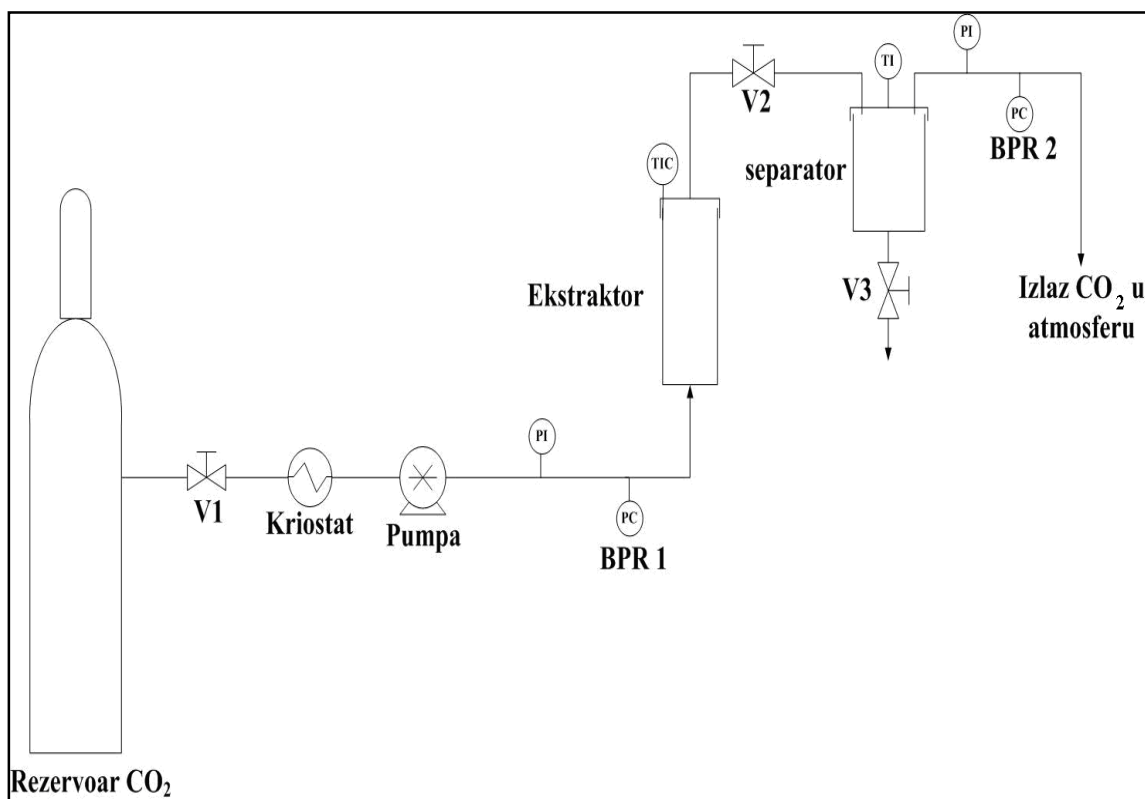 PI
TI
V2
PC
BPR 2
separator
TIC
Ekstraktor
V3
Izlaz CO₂ u
atmosferu
PI
V1
Kriostat
Pumpa
PC
BPR 1
Rezervoar CO₂